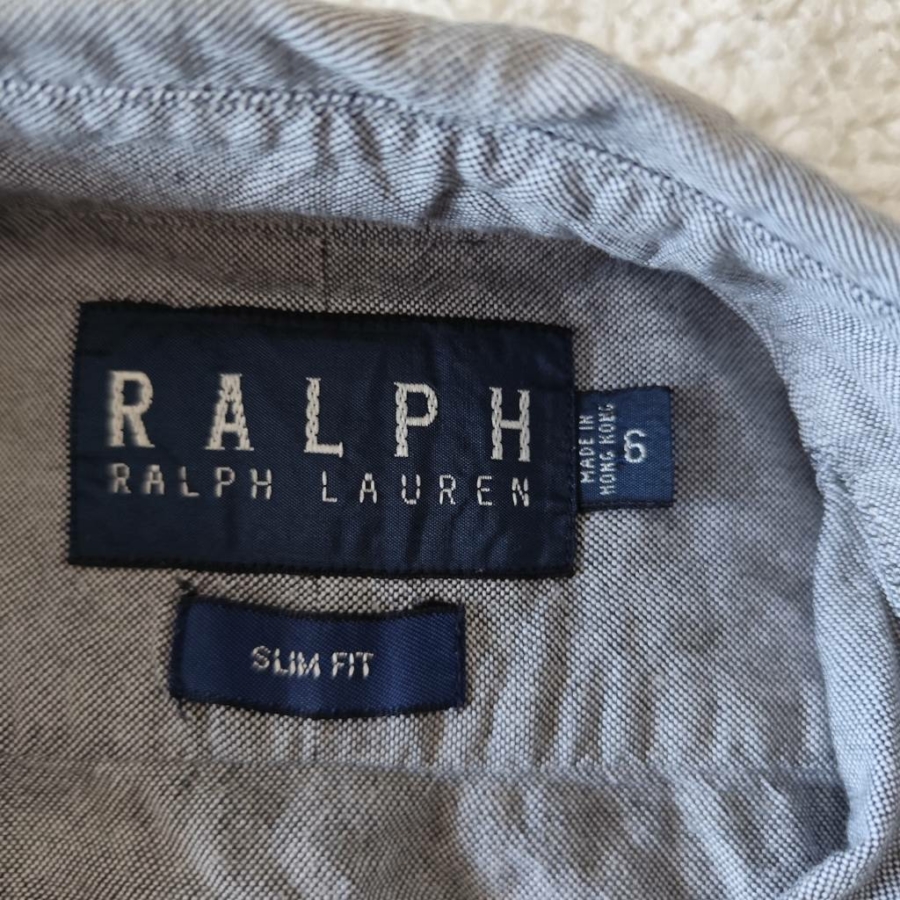 RALPH
RALPH LAUREN
MADE IN
HONG KONG
6
SLIM FIT